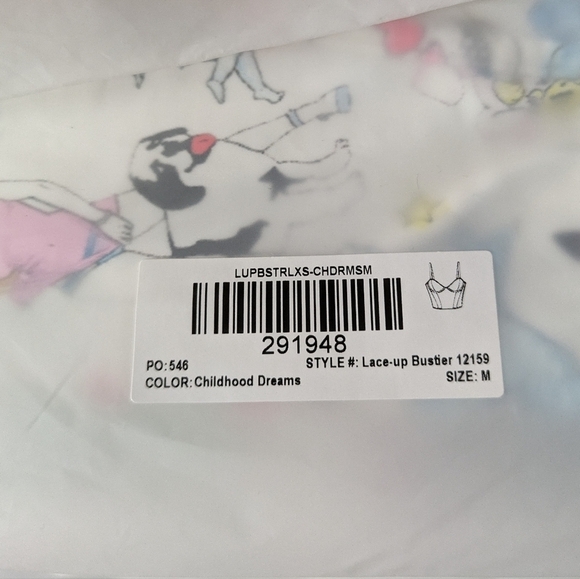 LUPBSTRLXS-CHDRMSM
291948
PO: 546 STYLE #: Lace-up Bustier 12159
COLOR: Childhood Dreams SIZE: M